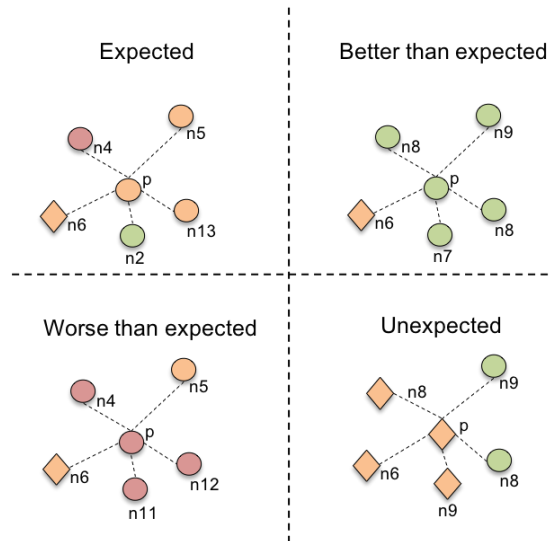 Expected
n4
n5
p
n6
n13
n2
Better than expected
n8
n9
p
n6
n8
n7
Worse than expected
n4
n5
p
n6
n12
n11
Unexpected
n8
n9
p
n6
n8
n9